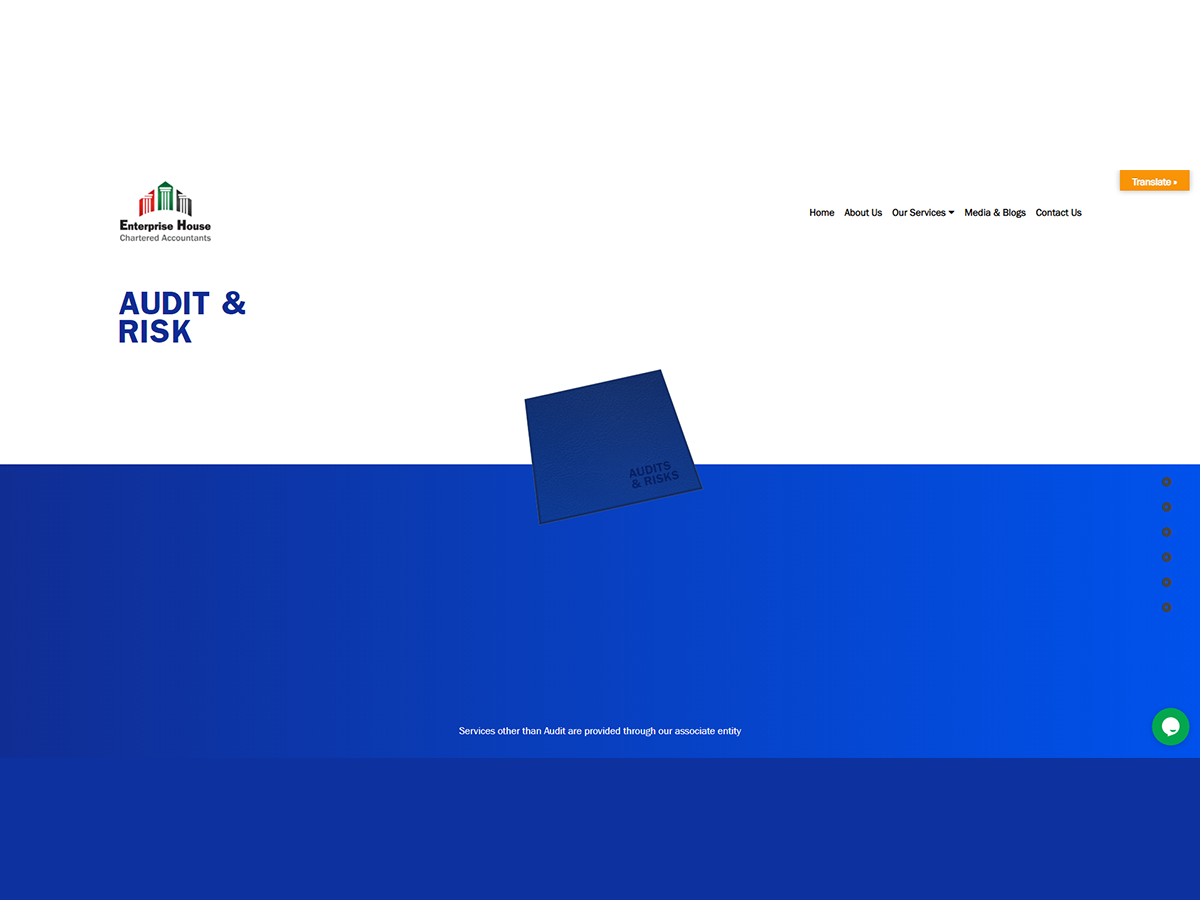 Translate »
Enterprise House
Chartered Accountants
Home About Us Our Services Media & Blogs Contact Us
AUDIT &
RISK
AUDITS
& RISKS
Services other than Audit are provided through our associate entity